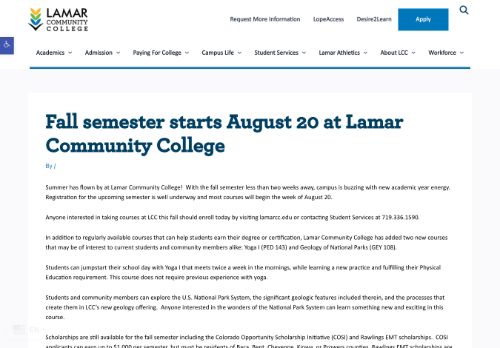 LAMAR
COMMUNITY
COLLEGE
Request More Information LopeAccess Desire2Learn Apply
Academics Admission Paying For College Campus Life Student Services Lamar Athletics About LCC Workforce
Fall semester starts August 20 at Lamar
Community College
By /
Summer has flown by at Lamar Community College! With the fall semester less than two weeks away, campus is buzzing with new academic year energy.
Registration for the upcoming semester is well underway and most courses will begin the week of August 20.
Anyone interested in taking courses at LCC this fall should enroll today by visiting lamarcc.edu or contacting Student Services at 719.336.1590.
In addition to regularly available courses that can help students earn their degree or certification, Lamar Community College has added two new courses
that may be of interest to current students and community members alike: Yoga I (PED 143) and Geology of National Parks (GEY 108).
Students can jumpstart their school day with Yoga I that meets twice a week in the mornings, while learning a new practice and fulfilling their Physical
Education requirement. This course does not require previous experience with yoga.
Students and community members can explore the U.S. National Park System, the significant geologic features included therein, and the processes that
create them in LCC's new geology offering. Anyone interested in the wonders of the National Park System can learn something new and exciting in this
course.
Scholarships are still available for the fall semester including the Colorado Opportunity Scholarship Initiative (COSI) and Rawlings EMT scholarships. COSI
applicants can earn up to $1,000 per semester, but must be residents of Baca, Bent, Cheyenne, Kiowa, or Prowers counties. Rawlings EMT scholarships are